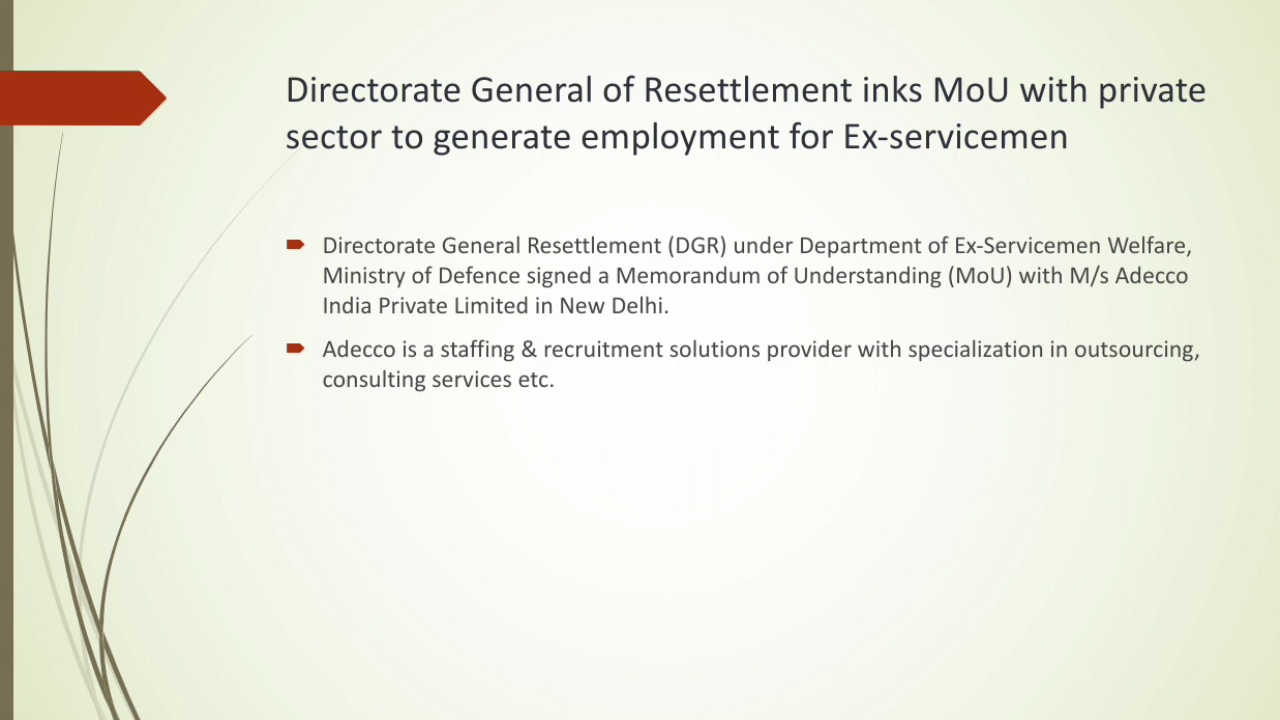 Directorate General of Resettlement inks MoU with private
sector to generate employment for Ex-servicemen
Directorate General Resettlement (DGR) under Department of Ex-Servicemen Welfare,
Ministry of Defence signed a Memorandum of Understanding (MoU) with M/s Adecco
India Private Limited in New Delhi.
Adecco is a staffing & recruitment solutions provider with specialization in outsourcing,
consulting services etc.